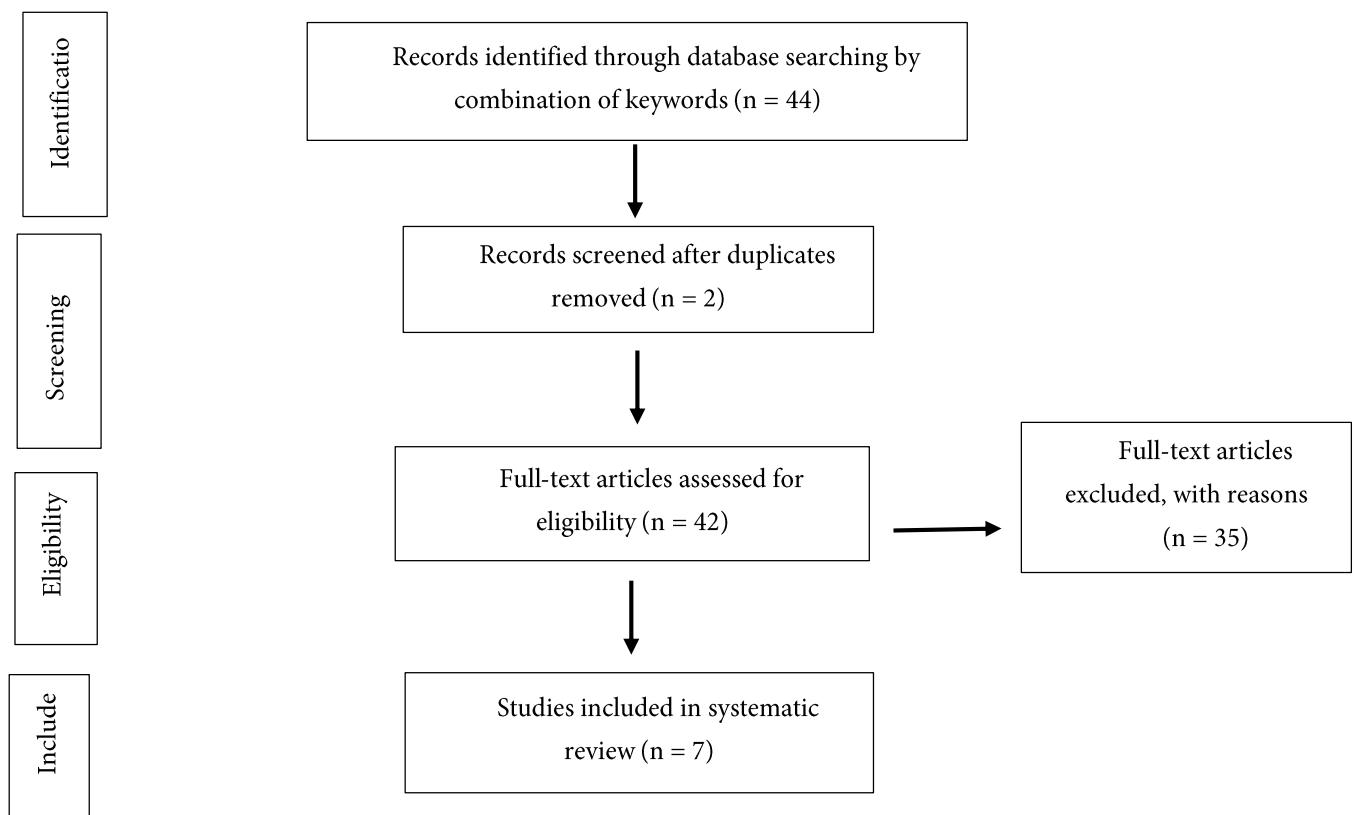 Identificatio
Records identified through database searching by
combination of keywords (n = 44)
Screening
Records screened after duplicates
removed (n = 2)
Eligibility
Full-text articles assessed for
eligibility (n = 42)
Full-text articles
excluded, with reasons
(n = 35)
Include
Studies included in systematic
review (n = 7)